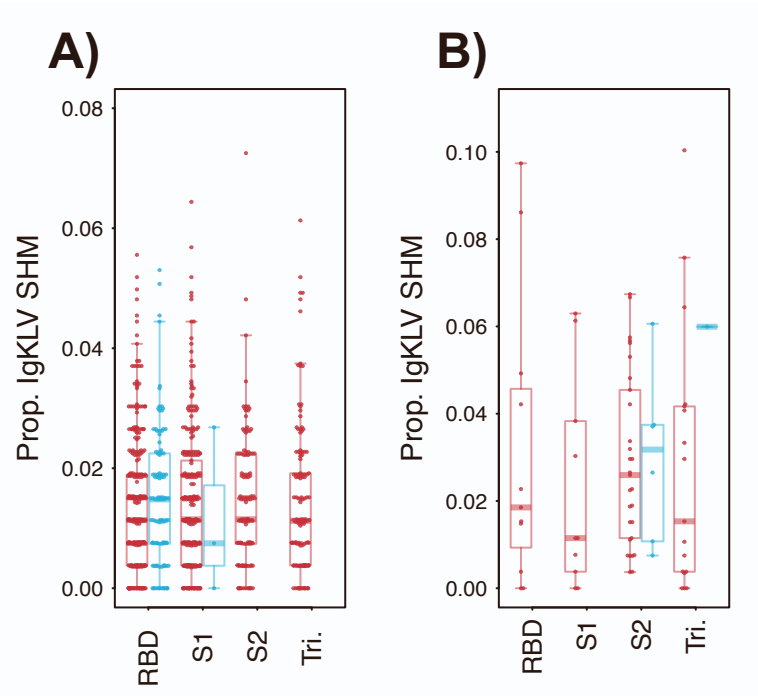 A)
B)
Prop. IgKLV SHM
0.08
0.06
0.04
0.02
0.00
RBD
S1
S2
Tri.
Prop. IgKLV SHM
0.10
0.08
0.06
0.04
0.02
0.00
RBD
S1
S2
Tri.